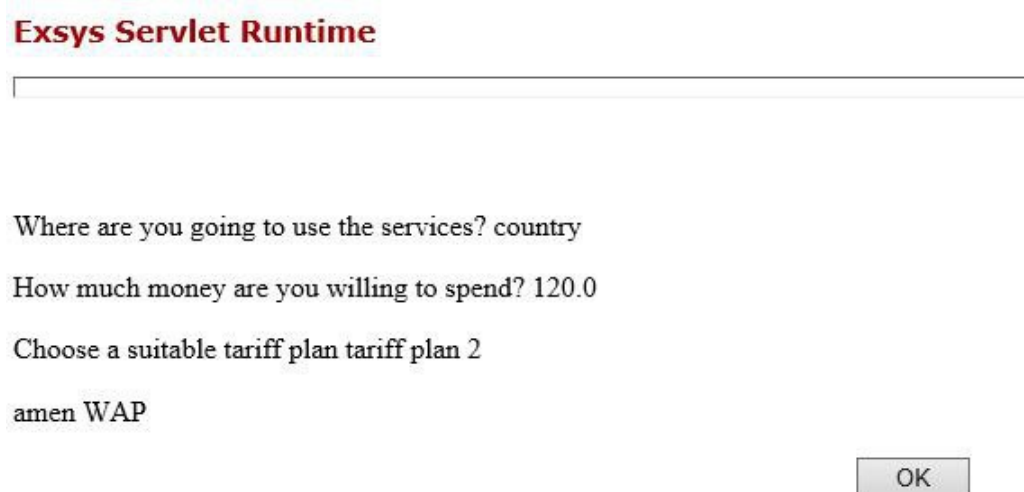 Exsys Servlet Runtime
Where are you going to use the services? country
How much money are you willing to spend? 120.0
Choose a suitable tariff plan tariff plan 2
amen WAP
OK